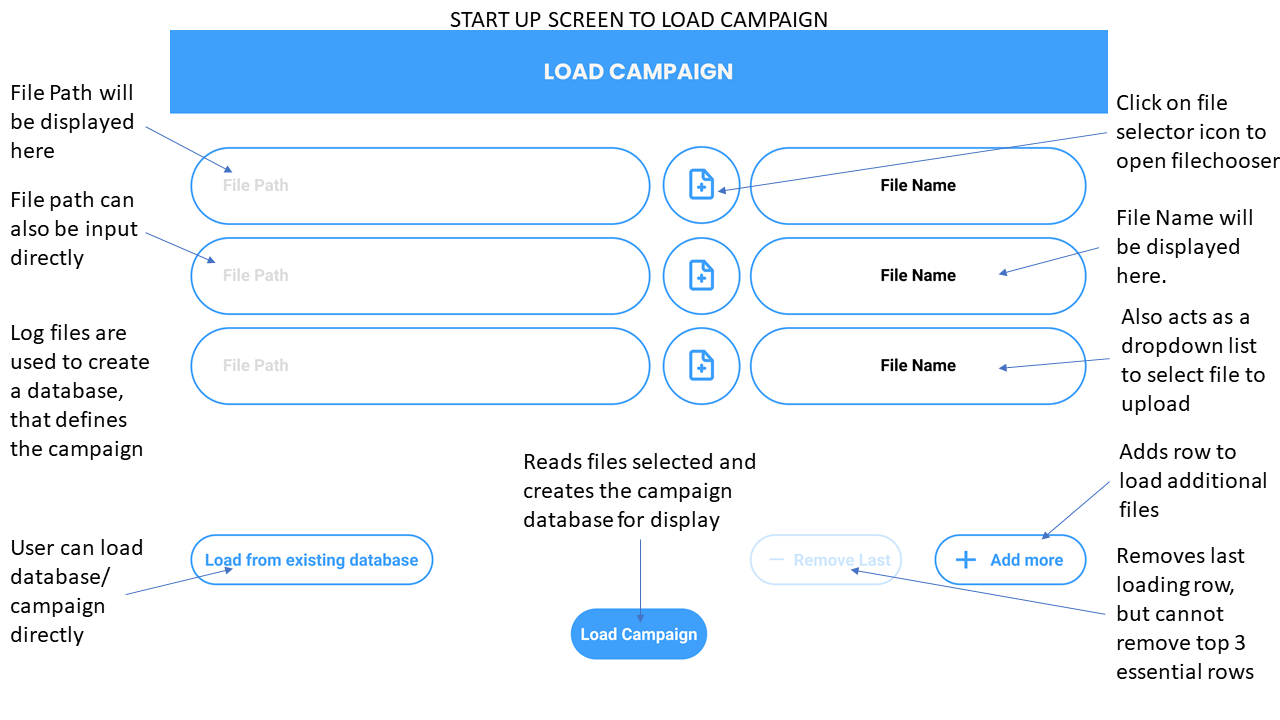 START UP SCREEN TO LOAD CAMPAIGN
LOAD CAMPAIGN
File Path will
be displayed
here
File path can
also be input
directly
Log files are
used to create
a database,
that defines
the campaign
User can load
database/
campaign
directly
File Path
File Name
File Path
File Name
File Path
File Name
Reads files selected and
creates the campaign
database for display
Load from existing database
Remove Last
Add more
Load Campaign
Click on file
selector icon to
open filechooser
File Name will
be displayed
here.
Also acts as a
dropdown list
to select file to
upload
Adds row to
load additional
files
Removes last
loading row,
but cannot
remove top 3
essential rows